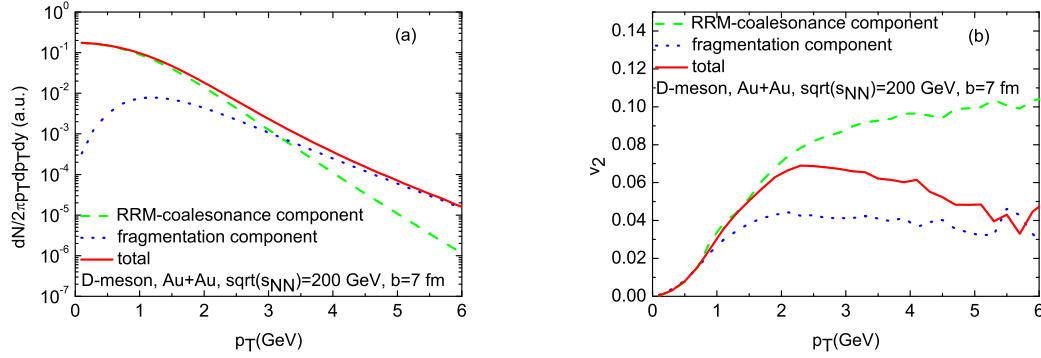 (a)
dN/2πpTdpTdy (a.u.)
10^0
10^-1
10^-2
10^-3
10^-4
10^-5
10^-6
10^-7
RRM-coalesonance component
fragmentation component
total
D-meson, Au+Au, sqrt(sNN)=200 GeV, b=7 fm
0 1 2 3 4 5 6
pT(GeV)
RRM-coalesonance component
fragmentation component
(b)
total
D-meson, Au+Au, sqrt(sNN)=200 GeV, b=7 fm
v2
0.14
0.12
0.10
0.08
0.06
0.04
0.02
0.00
0 1 2 3 4 5 6
pT(GeV)